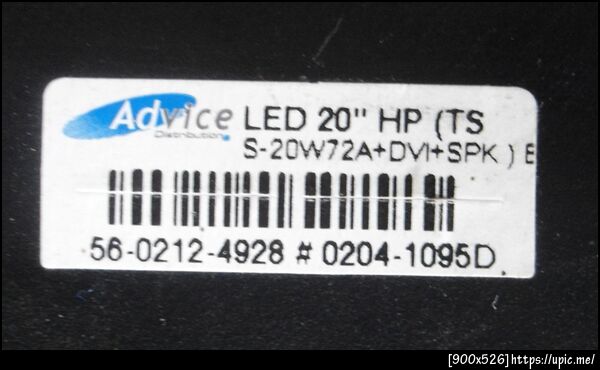 Advice LED 20" HP (TS
Distribution S-20W72A+DVI+SPK ) E
56-0212-4928 # 0204-1095D
[900x526] https://upic.me/